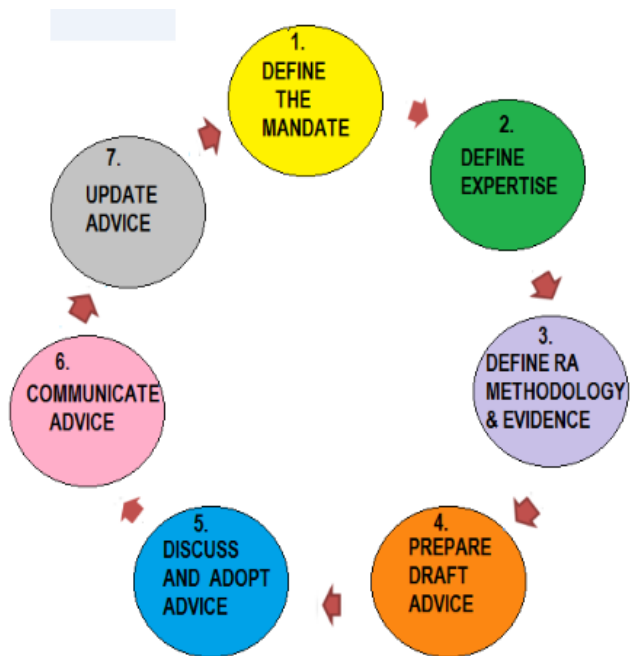 1.
DEFINE
THE
MANDATE
2.
DEFINE
EXPERTISE
3.
DEFINE RA
METHODOLOGY
& EVIDENCE
4.
PREPARE
DRAFT
ADVICE
5.
DISCUSS
AND ADOPT
ADVICE
6.
COMMUNICATE
ADVICE
7.
UPDATE
ADVICE